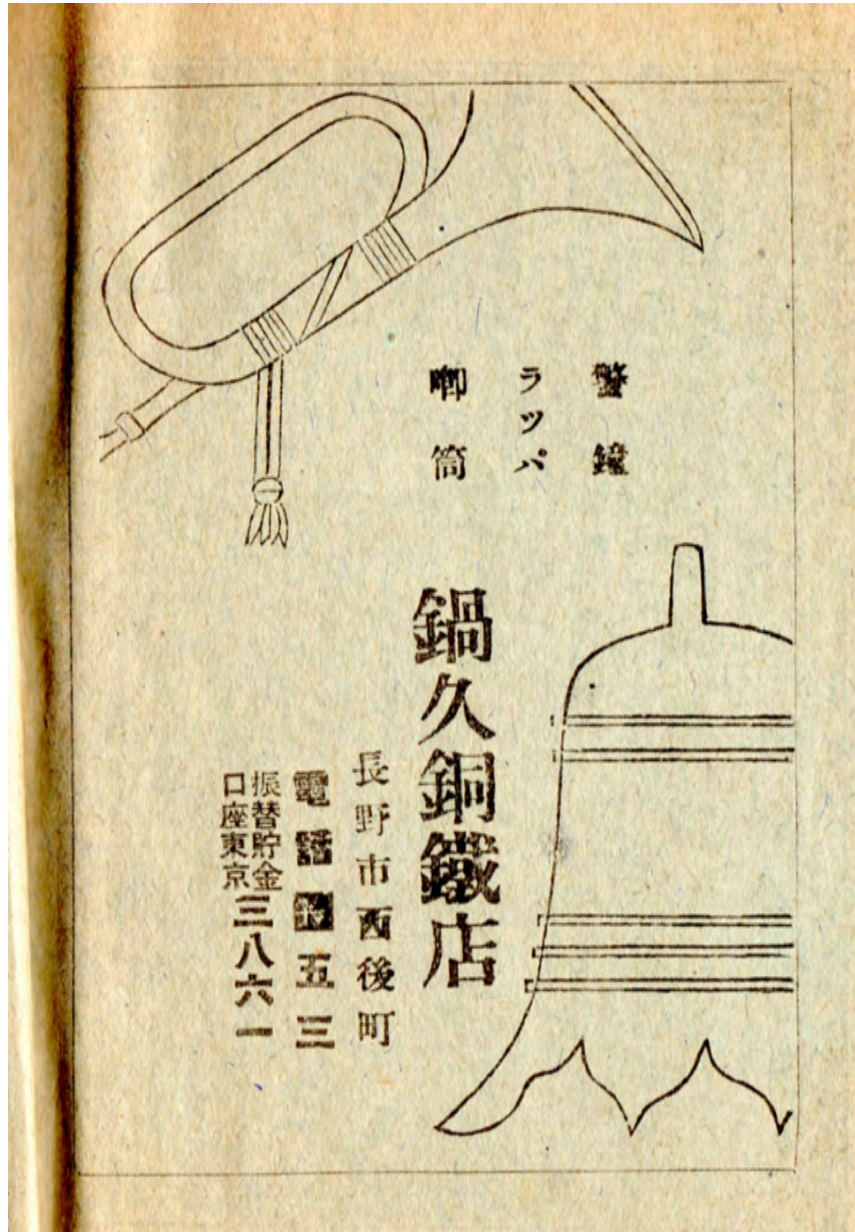 警鐘
ラッパ
喞筒
鍋久銅鐵店
長野市西後町
電話 五三
振替貯金
口座東京
三八六一